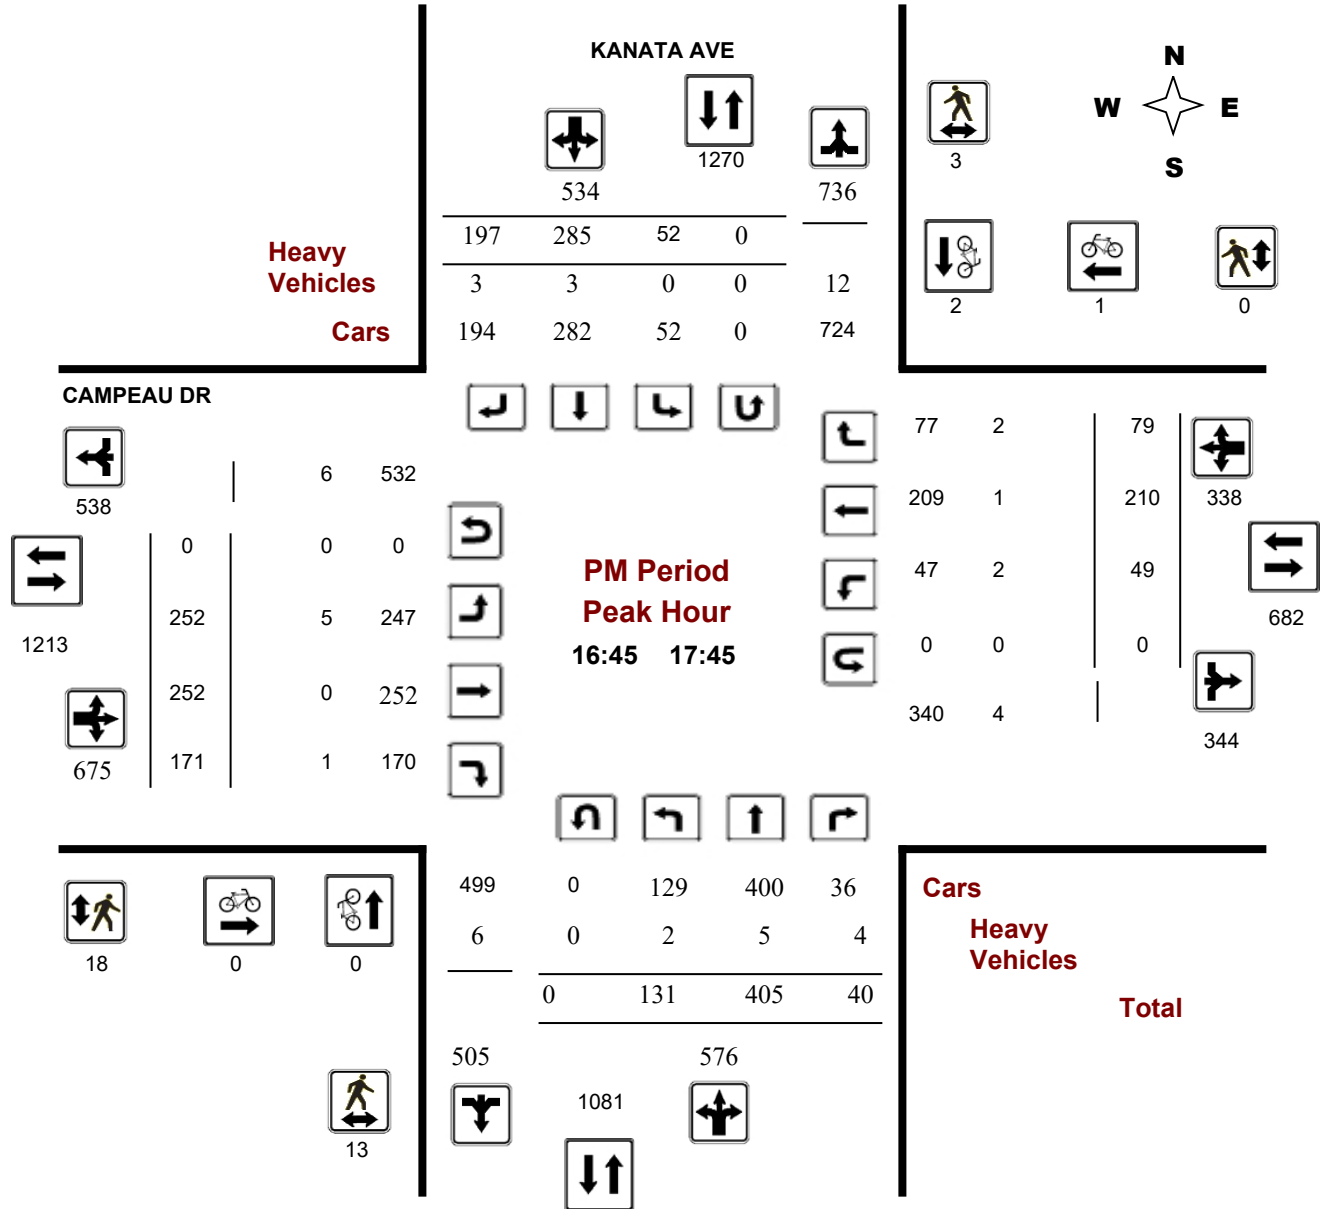 KANATA AVE
N
W E
S
1270
3
534 736
197 285 52 0
Heavy
Vehicles
3 3 0 0 12
2 1 0
Cars
194 282 52 0 724
CAMPEAU DR
77 2 79
6 532
538
209 1 210 338
0 0 0
PM Period
47 2 49
252 5 247
Peak Hour
682
1213
16:45 17:45
0 0 0
252 0 252
340 4
344
675 171 1 170
499 0 129 400 36
Cars
6 0 2 5 4
Heavy
Vehicles
18 0 0
0 131 405 40
Total
505 576
1081
13